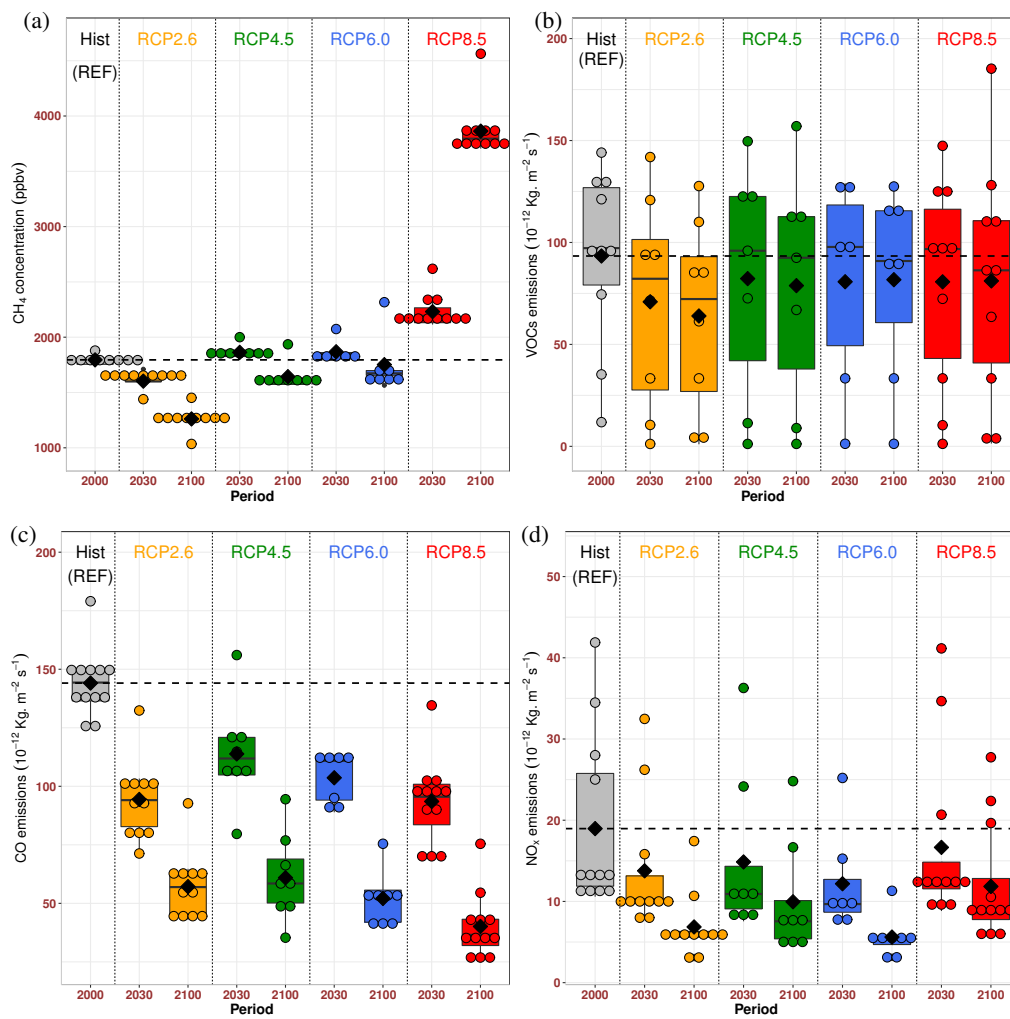 (a)
Hist
(REF)
RCP2.6
RCP4.5
RCP6.0
RCP8.5
CH4 concentration (ppbv)
4000
3000
2000
1000
2000
2030
2100
2030
2100
2030
2100
2030
2100
Period
(b)
Hist
(REF)
RCP2.6
RCP4.5
RCP6.0
RCP8.5
VOCs emissions (10⁻¹² Kg. m⁻² s⁻¹)
200
150
100
50
0
2000
2030
2100
2030
2100
2030
2100
2030
2100
Period
(c)
Hist
(REF)
RCP2.6
RCP4.5
RCP6.0
RCP8.5
CO emissions (10⁻¹² Kg. m⁻² s⁻¹)
200
150
100
50
2000
2030
2100
2030
2100
2030
2100
2030
2100
Period
(d)
Hist
(REF)
RCP2.6
RCP4.5
RCP6.0
RCP8.5
NOx emissions (10⁻¹² Kg. m⁻² s⁻¹)
50
40
30
20
10
0
2000
2030
2100
2030
2100
2030
2100
2030
2100
Period